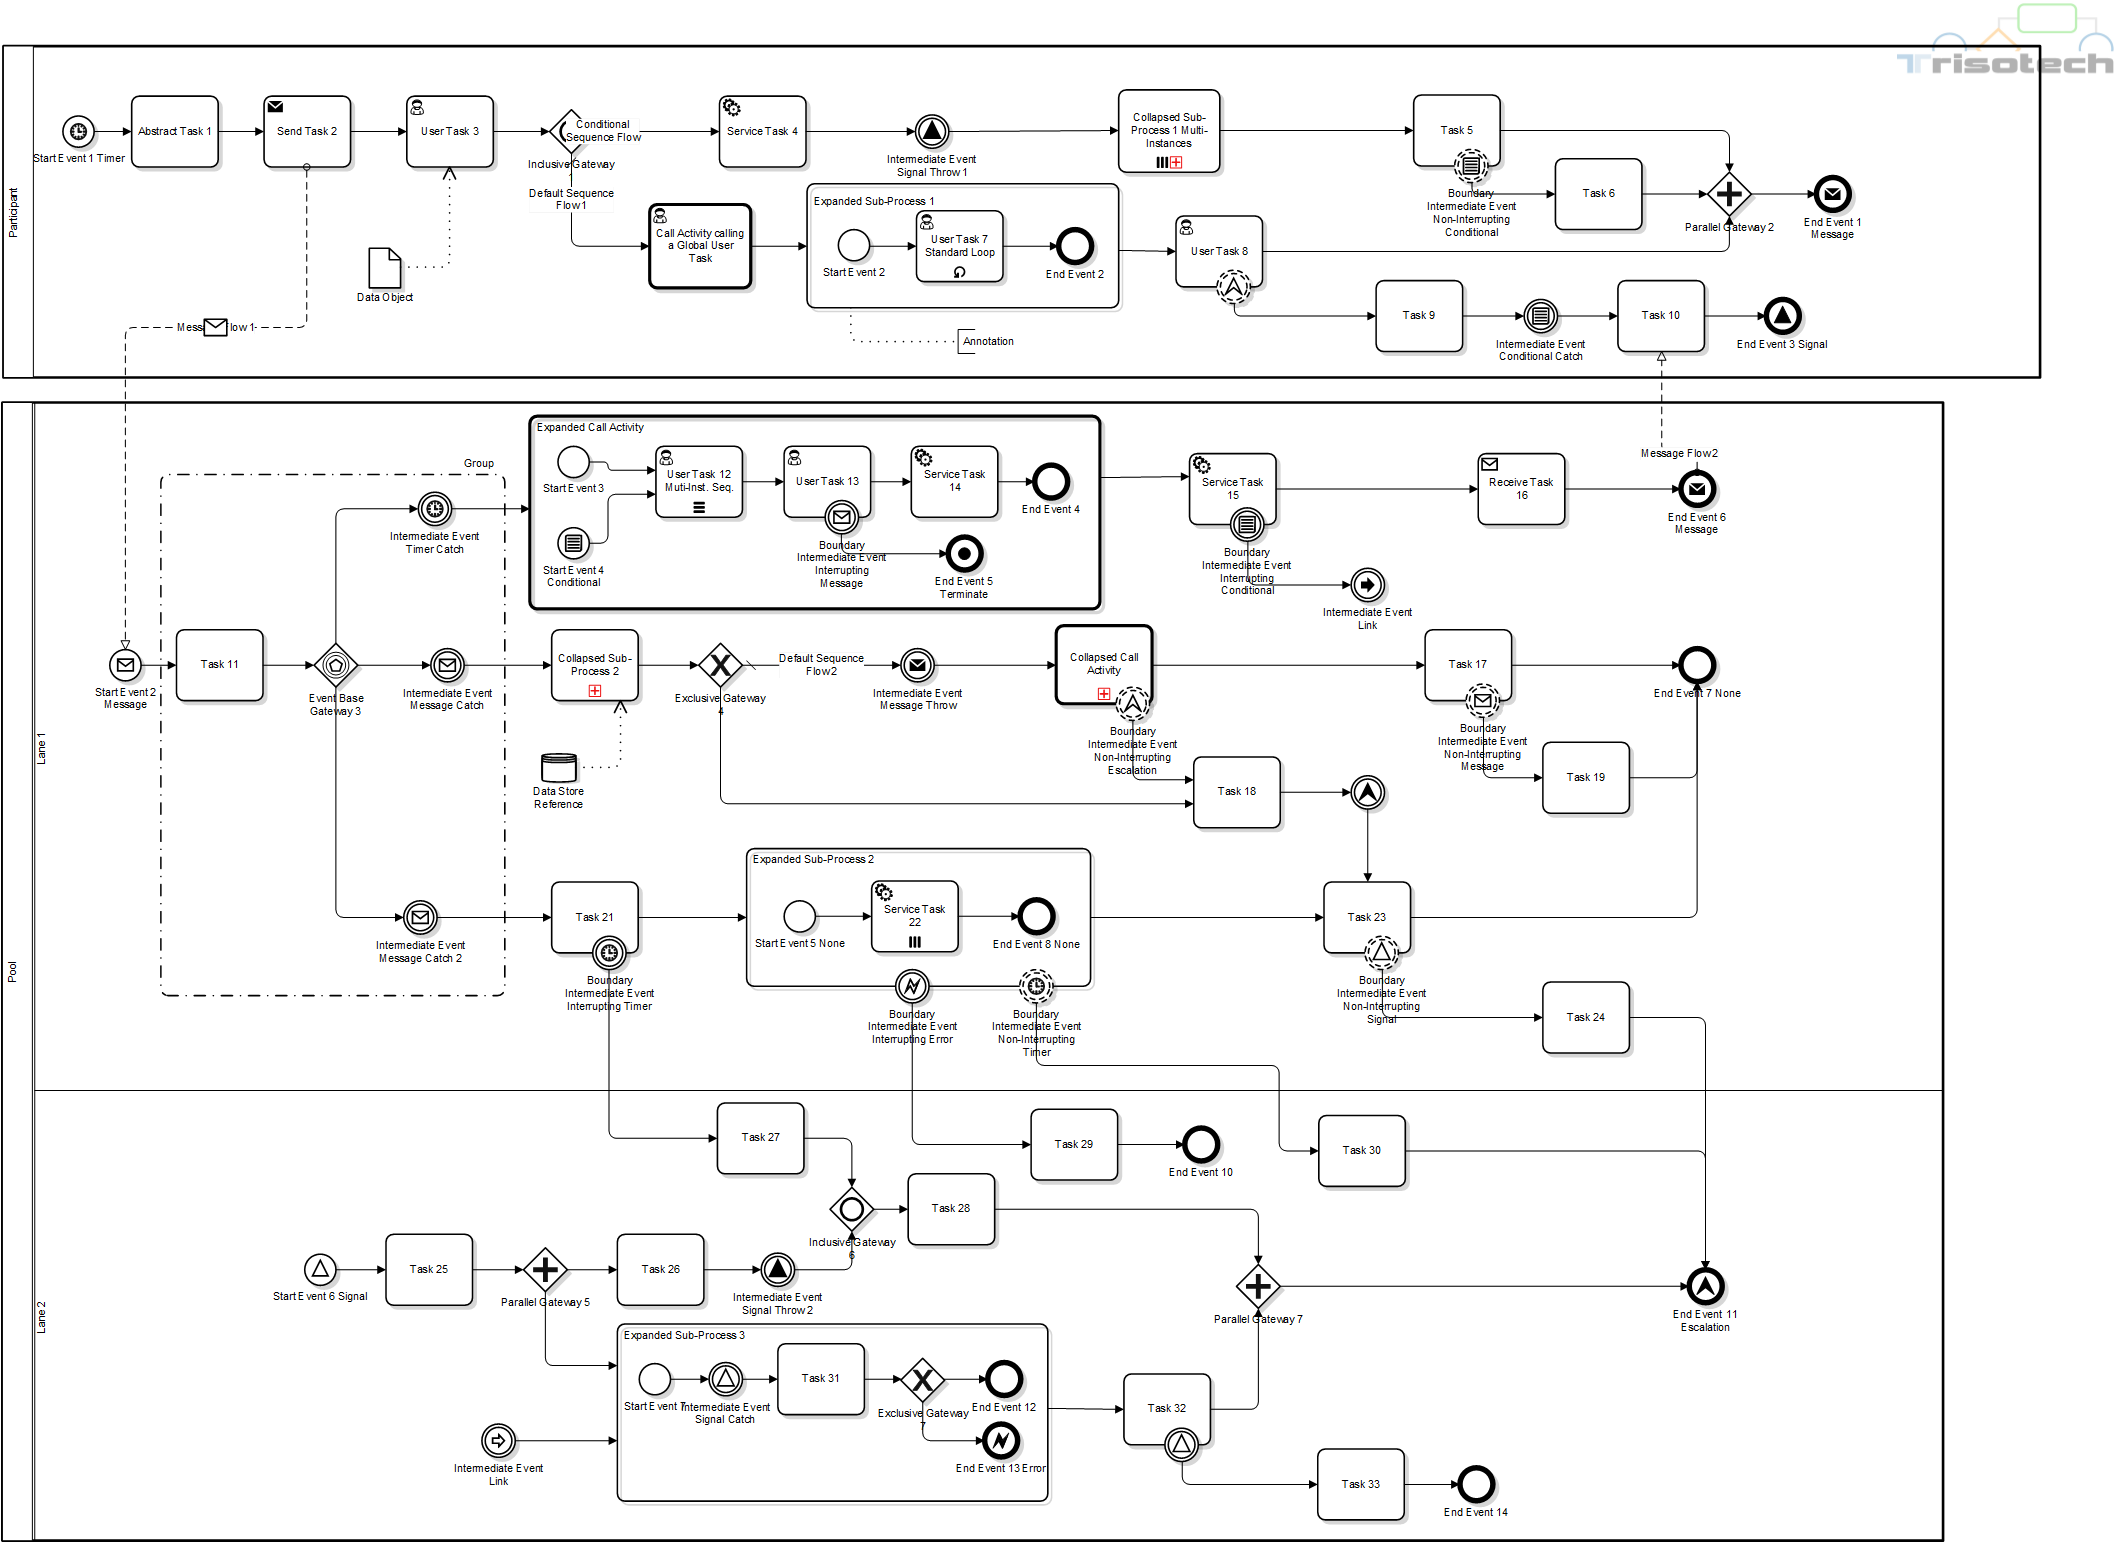 Trisotech
Participant
Start Event 1 Timer
Abstract Task 1
Send Task 2
User Task 3
Conditional
Sequence Flow
Inclusive Gateway
1
Default Sequence
Flow1
Service Task 4
Intermediate Event
Signal Throw 1
Collapsed Sub-
Process 1 Multi-
Instances
Task 5
Boundary
Intermediate Event
Non-Interrupting
Conditional
Task 6
Parallel Gateway 2
End Event 1
Message
Data Object
Call Activity calling
a Global User
Task
Expanded Sub-Process 1
Start Event 2
User Task 7
Standard Loop
End Event 2
User Task 8
Annotation
Task 9
Intermediate Event
Conditional Catch
Task 10
End Event 3 Signal
Message Flow 1
Pool
Lane 1
Group
Expanded Call Activity
Start Event 3
User Task 12
Muti-Inst. Seq.
User Task 13
Service Task
14
End Event 4
Start Event 4
Conditional
Boundary
Intermediate Event
Interrupting
Message
End Event 5
Terminate
Intermediate Event
Timer Catch
Service Task
15
Boundary
Intermediate Event
Interrupting
Conditional
Intermediate Event
Link
Receive Task
16
Message Flow2
End Event 6
Message
Start Event 2
Message
Task 11
Event Base
Gateway 3
Intermediate Event
Message Catch
Collapsed Sub-
Process 2
Exclusive Gateway
4
Default Sequence
Flow2
Intermediate Event
Message Throw
Collapsed Call
Activity
Boundary
Intermediate Event
Non-Interrupting
Escalation
Task 17
Boundary
Intermediate Event
Non-Interrupting
Message
End Event 7 None
Data Store
Reference
Task 18
Task 19
Intermediate Event
Message Catch 2
Task 21
Boundary
Intermediate Event
Interrupting Timer
Expanded Sub-Process 2
Start Event 5 None
Service Task
22
End Event 8 None
Boundary
Intermediate Event
Interrupting Error
Boundary
Intermediate Event
Non-Interrupting
Timer
Task 23
Boundary
Intermediate Event
Non-Interrupting
Signal
Task 24
Lane 2
Task 27
Task 29
End Event 10
Task 30
Inclusive Gateway
6
Task 28
Start Event 6 Signal
Task 25
Parallel Gateway 5
Task 26
Intermediate Event
Signal Throw 2
Parallel Gateway 7
End Event 11
Escalation
Expanded Sub-Process 3
Start Event 7
Intermediate Event
Signal Catch
Task 31
Exclusive Gateway
7
End Event 12
End Event 13 Error
Intermediate Event
Link
Task 32
Task 33
End Event 14